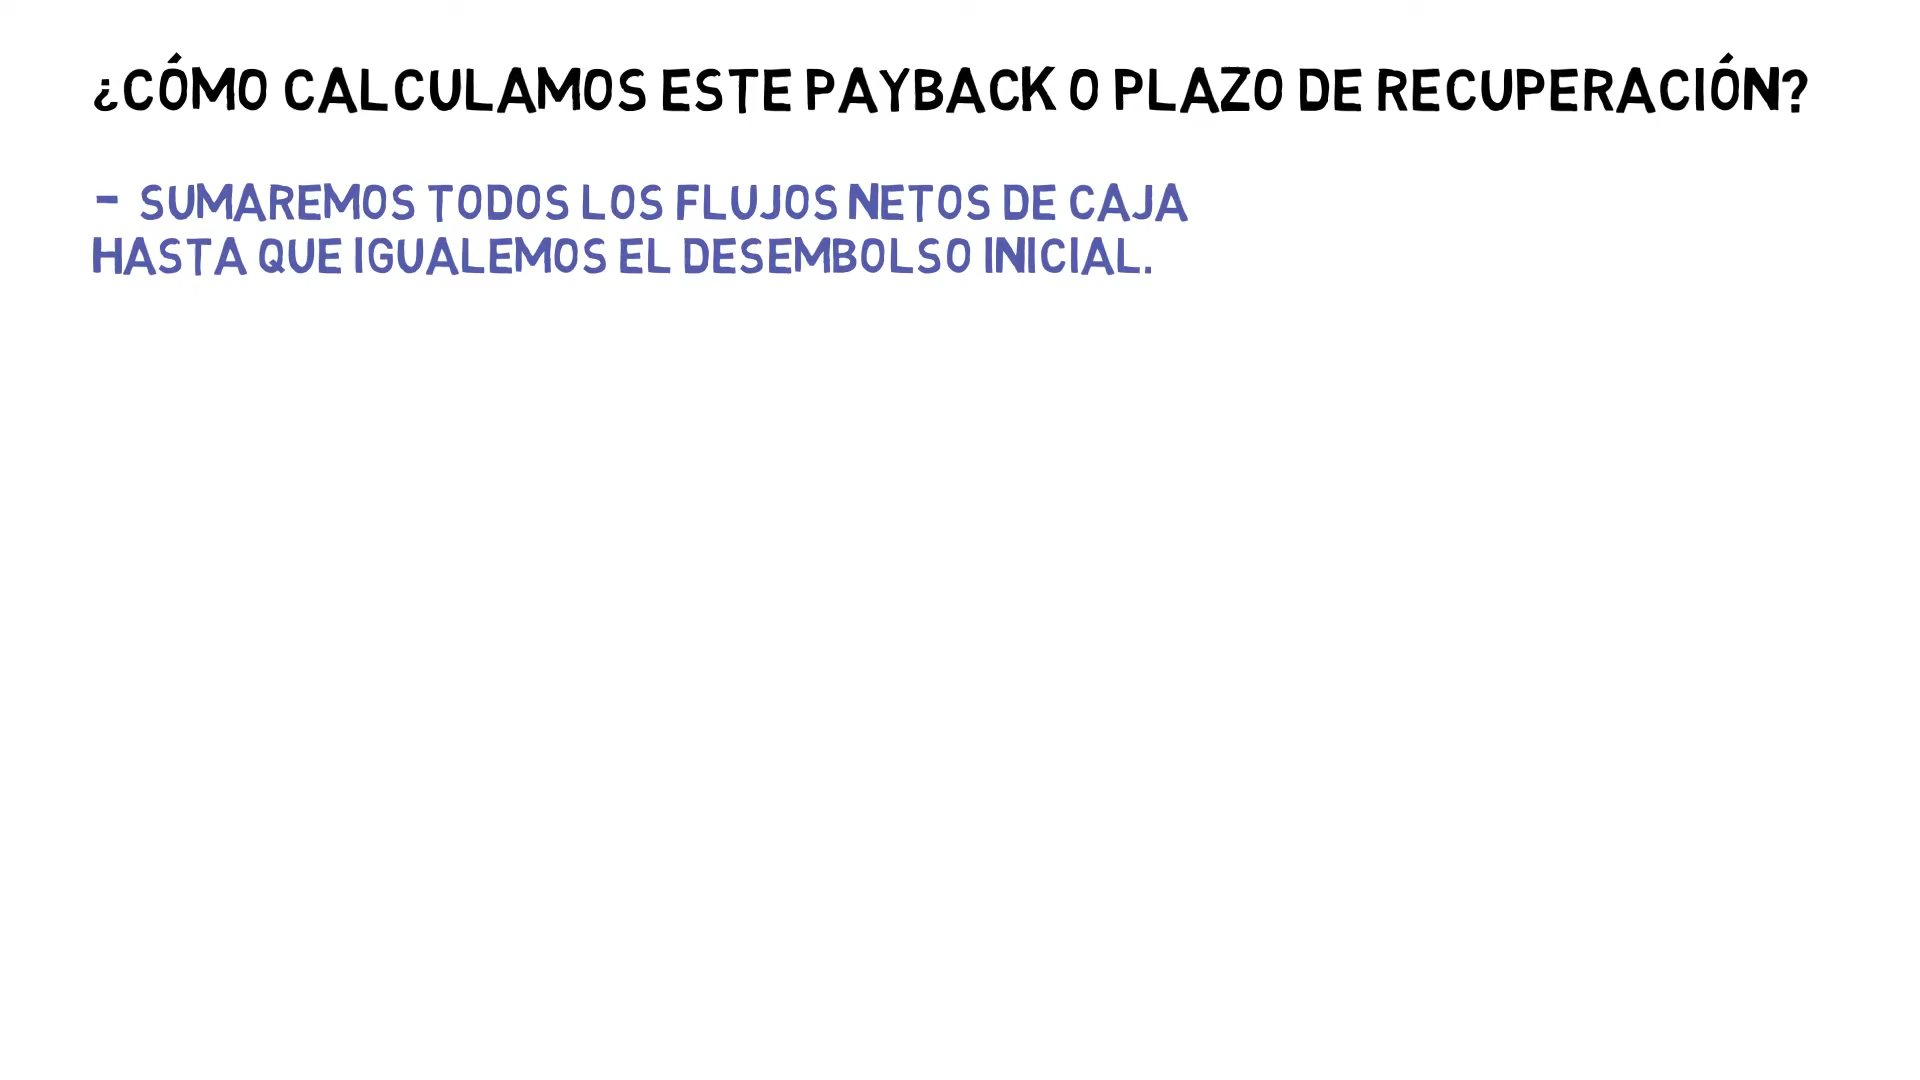 ¿CÓMO CALCULAMOS ESTE PAYBACK O PLAZO DE RECUPERACIÓN?
- SUMAREMOS TODOS LOS FLUJOS NETOS DE CAJA
HASTA QUE IGUALEMOS EL DESEMBOLSO INICIAL.